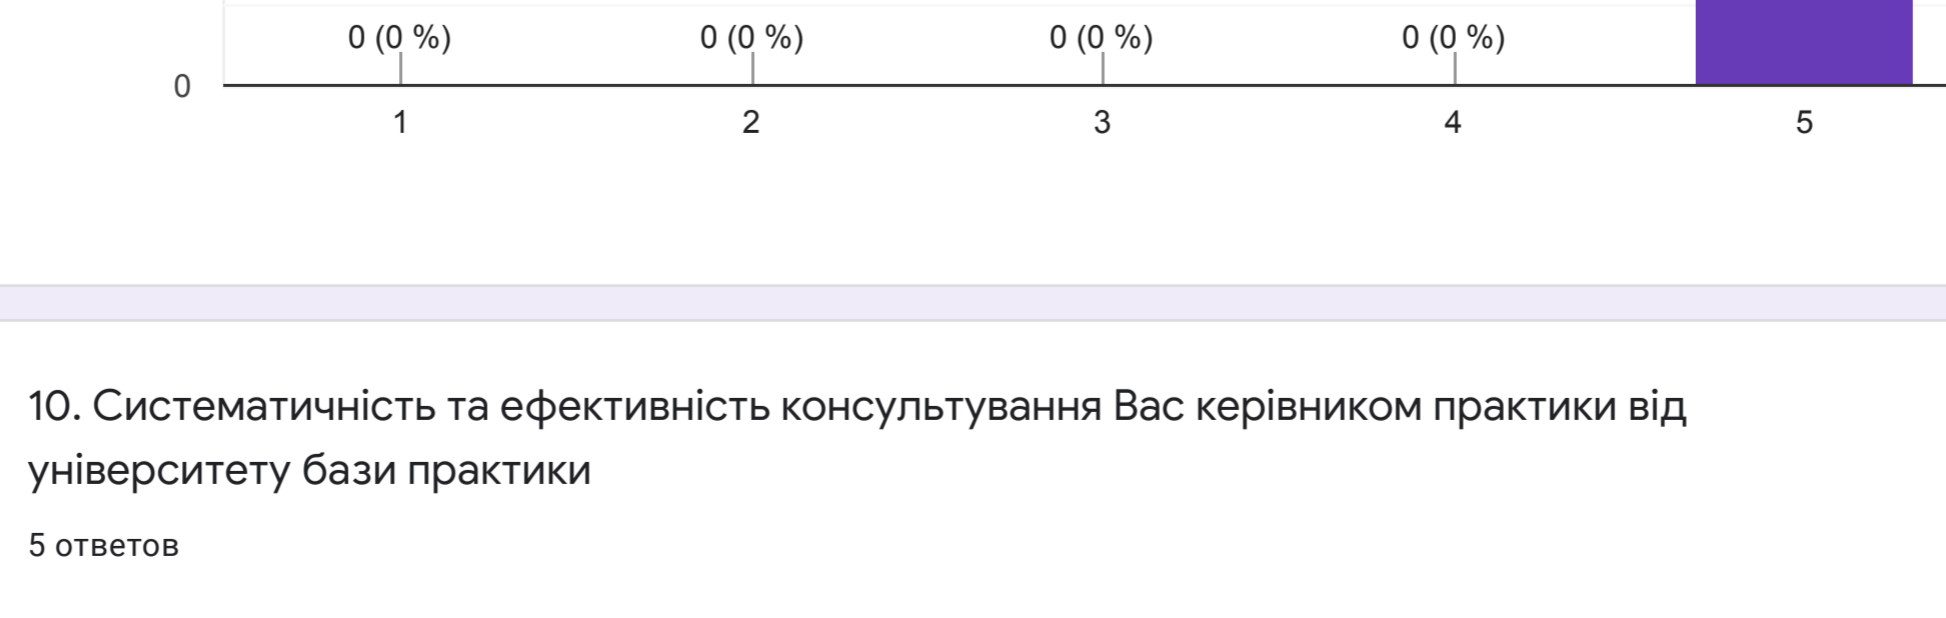 0 (0 %) 0 (0 %) 0 (0 %) 0 (0 %)
0
1 2 3 4 5
10. Систематичність та ефективність консультування Вас керівником практики від
університету бази практики
5 ответов